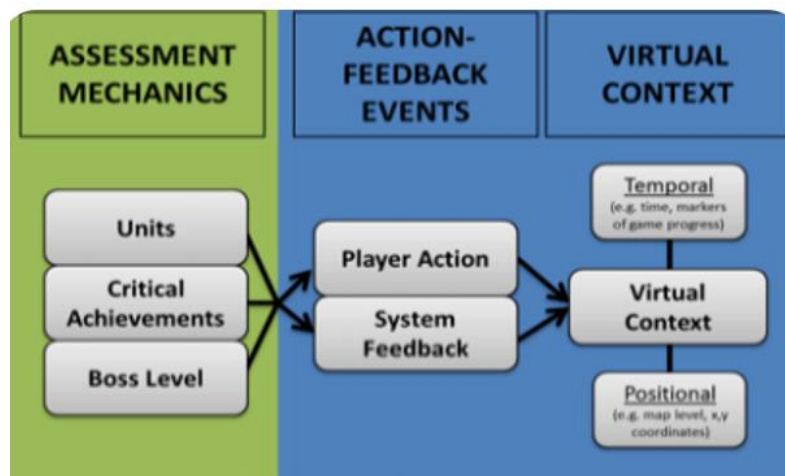 ASSESSMENT
MECHANICS
ACTION-
FEEDBACK
EVENTS
VIRTUAL
CONTEXT
Units
Critical
Achievements
Boss Level
Player Action
System
Feedback
Temporal
(e.g. time, markers
of game progress)
Virtual
Context
Positional
(e.g. map level, x,y
coordinates)